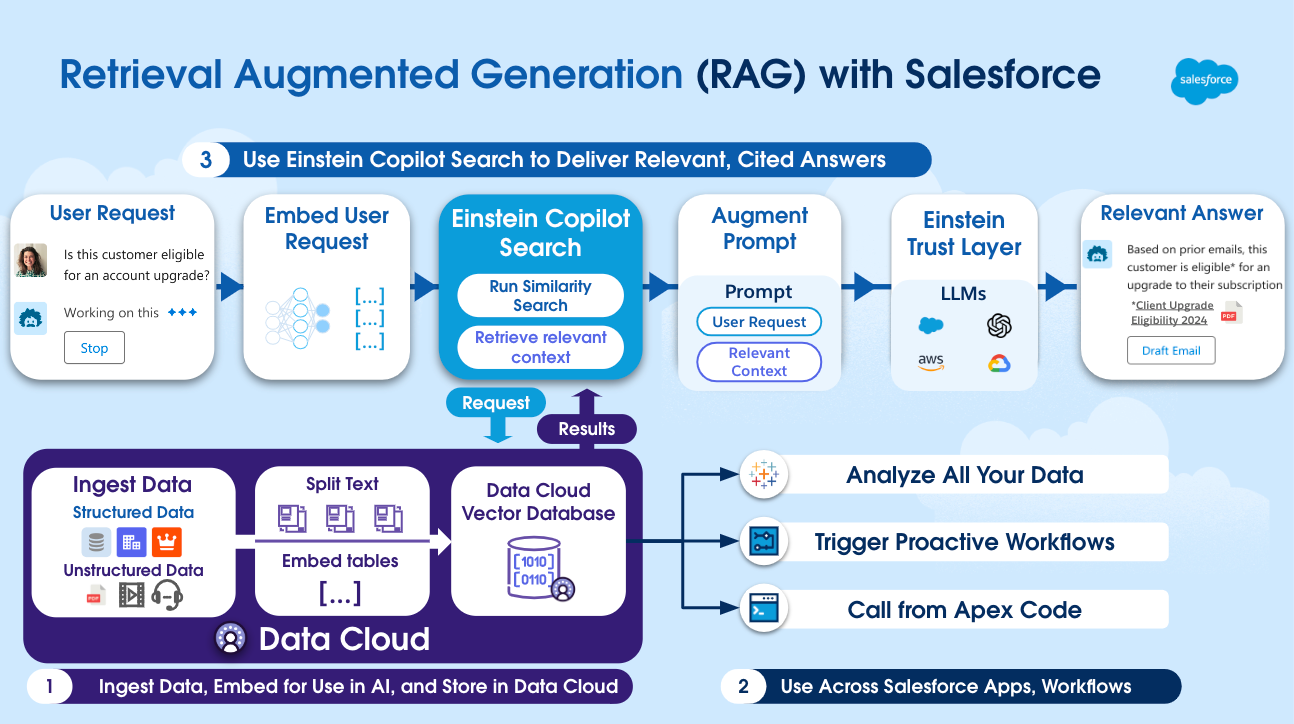 Retrieval Augmented Generation (RAG) with Salesforce
salesforce
3 Use Einstein Copilot Search to Deliver Relevant, Cited Answers
User Request
Is this customer eligible
for an account upgrade?
Working on this
Stop
Embed User
Request
[...]
[...]
[...]
Einstein Copilot
Search
Run Similarity
Search
Retrieve relevant
context
Augment
Prompt
Prompt
User Request
Relevant
Context
Einstein
Trust Layer
LLMs
aws
Relevant Answer
Based on prior emails, this
customer is eligible* for an
upgrade to their subscription
*Client Upgrade
Eligibility 2024
PDF
Draft Email
Request
Results
Ingest Data
Structured Data
Unstructured Data
PDF
Split Text
Embed tables
[...]
Data Cloud
Vector Database
[1010
0110]
Data Cloud
Analyze All Your Data
Trigger Proactive Workflows
Call from Apex Code
1 Ingest Data, Embed for Use in AI, and Store in Data Cloud
2 Use Across Salesforce Apps, Workflows